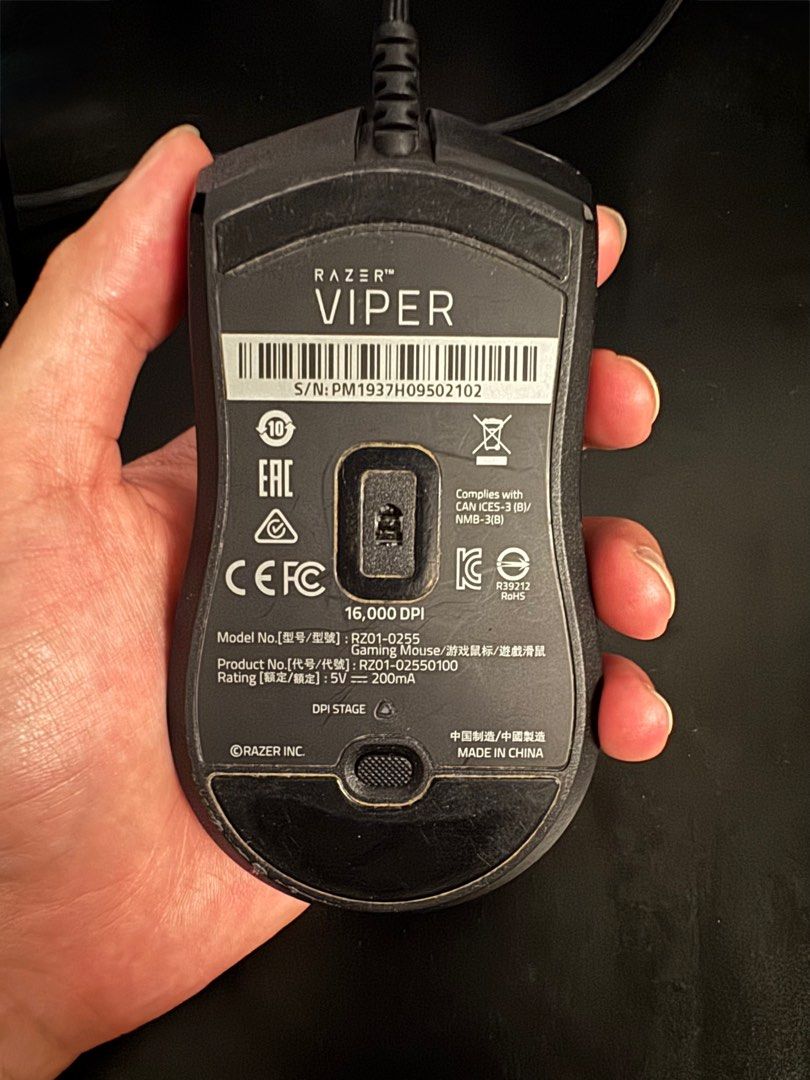 RAZER™
VIPER
S/N: PM1937H09502102
10
EAC
Complies with
CAN ICES-3 (B)/
NMB-3(B)
CE FC
KC
R39212
RoHS
16,000 DPI
Model No.[型号/型號] : RZ01-0255
Gaming Mouse/游戏鼠标/遊戲滑鼠
Product No.[代号/代號] : RZ01-02550100
Rating [额定/額定] : 5V ⎓ 200mA
DPI STAGE
中国制造/中國製造
©RAZER INC.
MADE IN CHINA